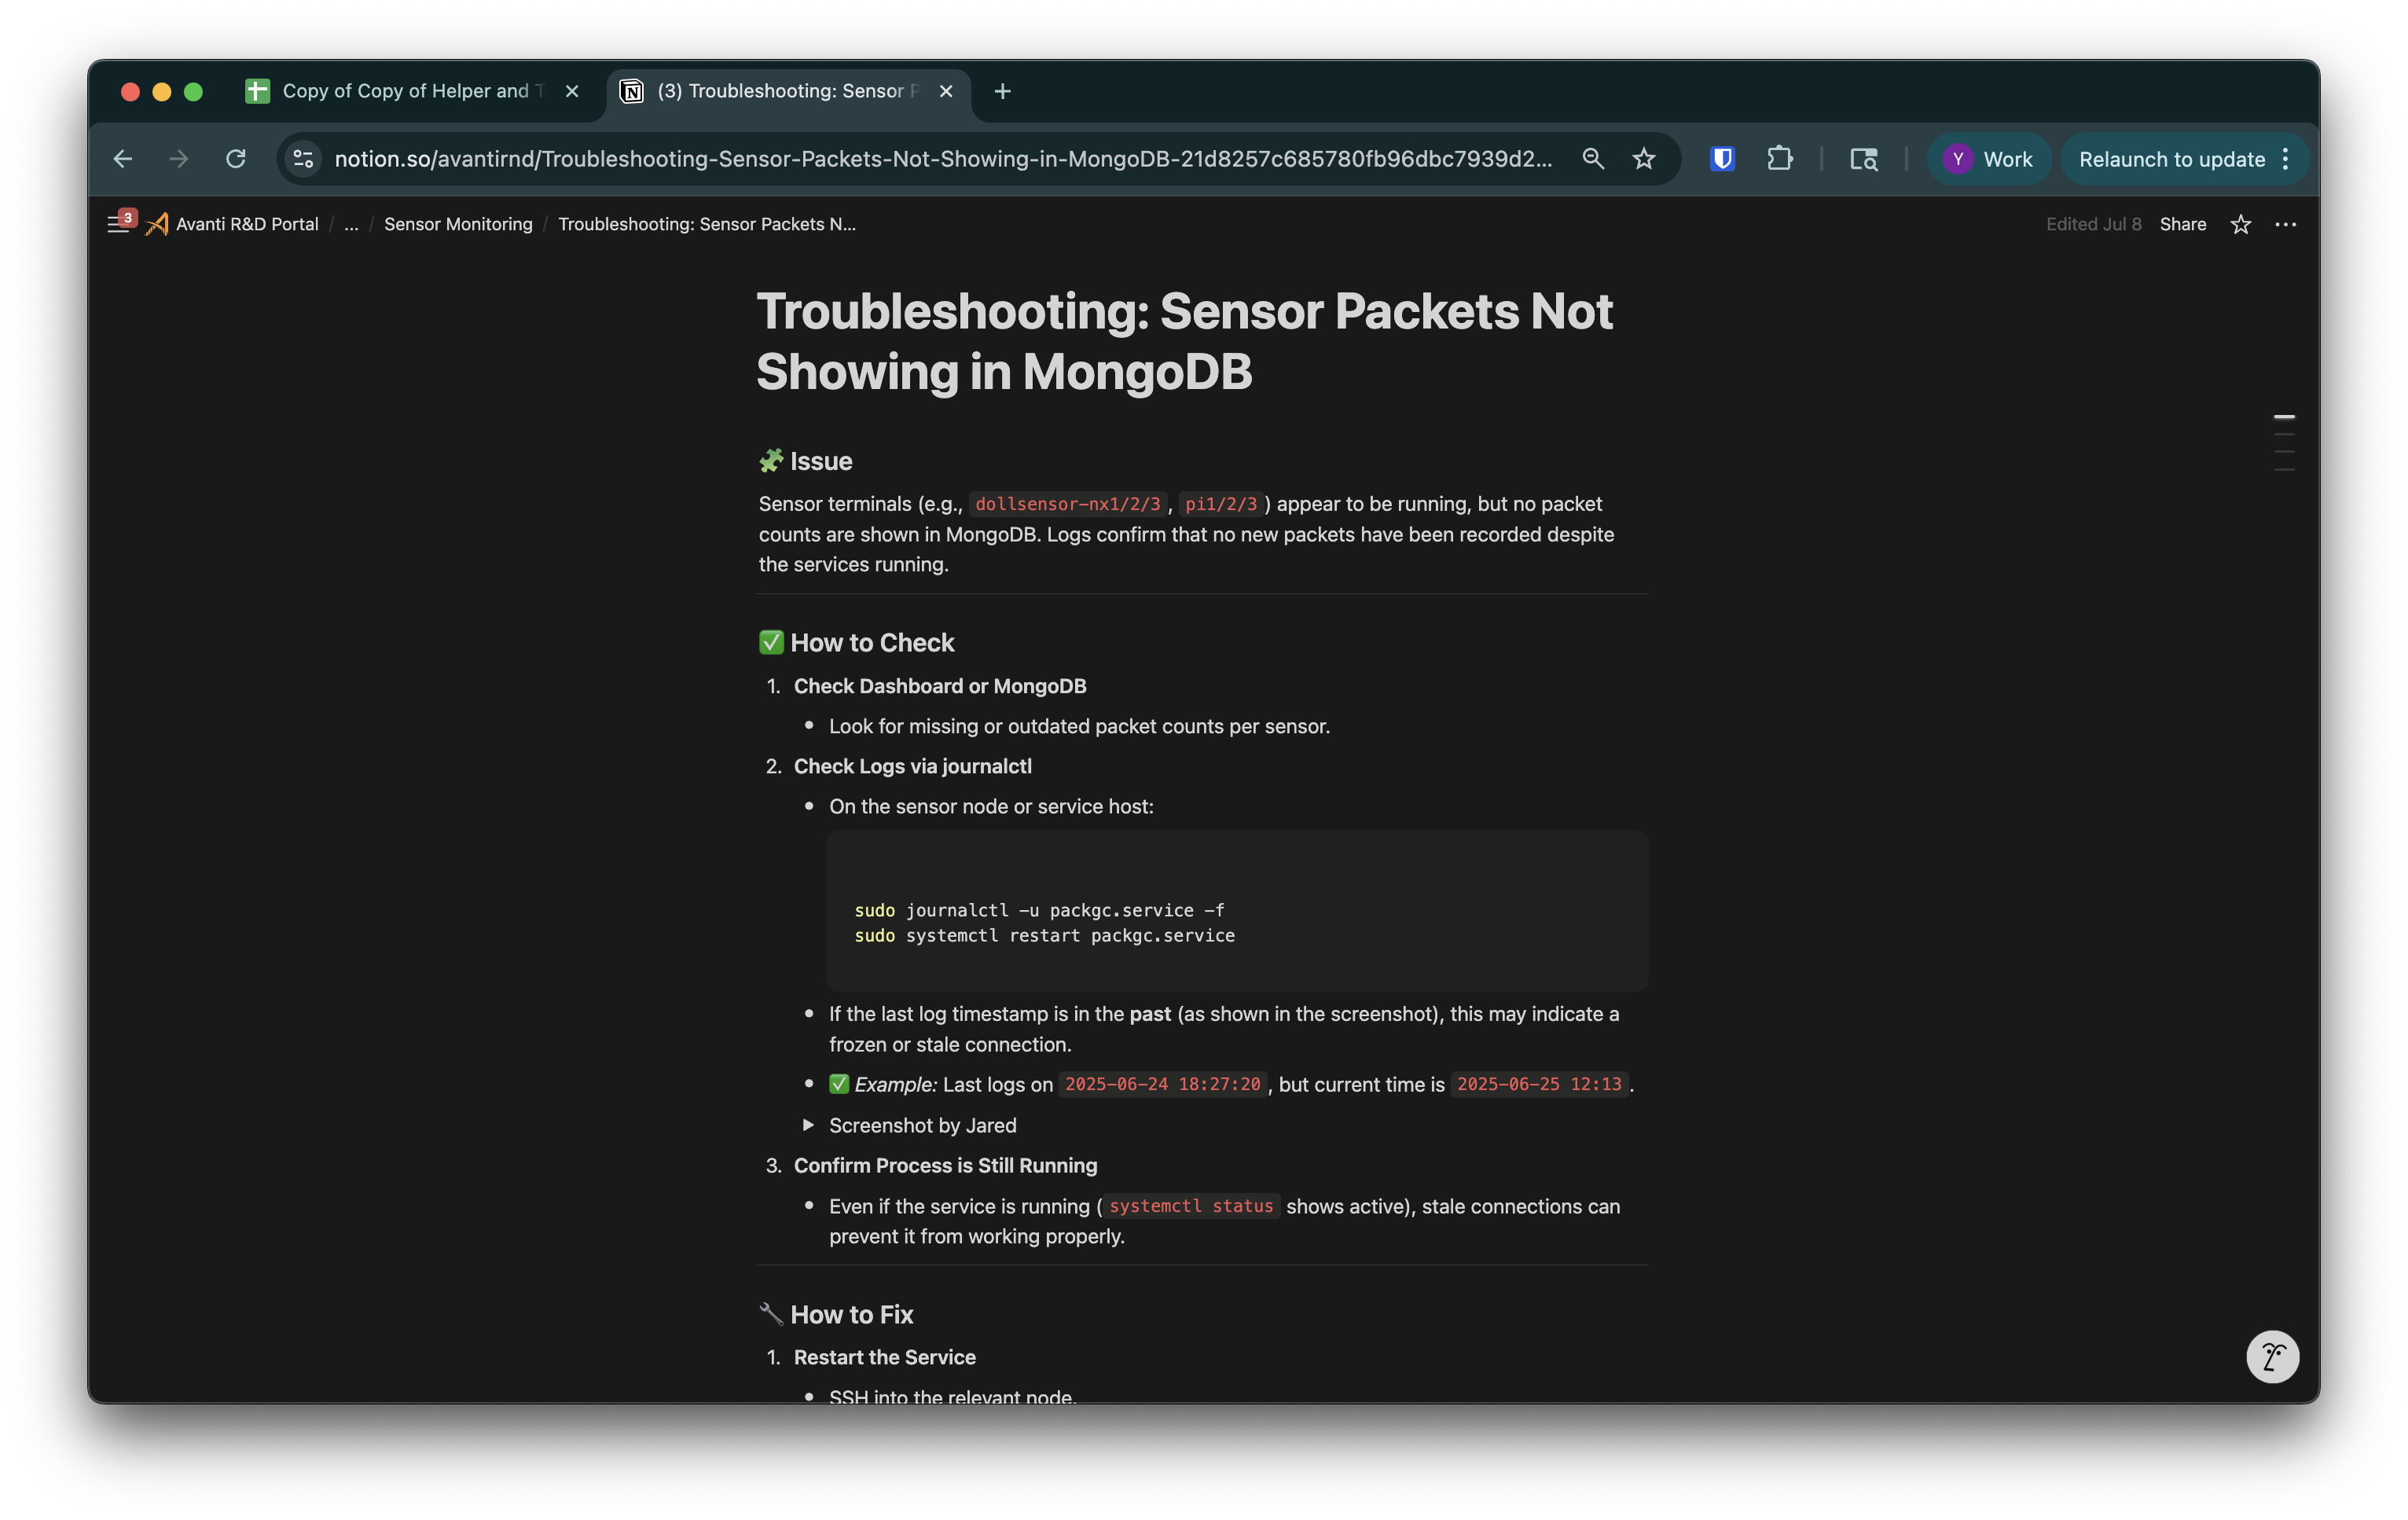 Copy of Copy of Helper and T
(3) Troubleshooting: Sensor P
notion.so/avantirnd/Troubleshooting-Sensor-Packets-Not-Showing-in-MongoDB-21d8257c685780fb96dbc7939d2...
Y Work
Relaunch to update
3
Avanti R&D Portal / ... / Sensor Monitoring / Troubleshooting: Sensor Packets N...
Edited Jul 8 Share
Troubleshooting: Sensor Packets Not
Showing in MongoDB
🧩 Issue
Sensor terminals (e.g., dollsensor-nx1/2/3, pi1/2/3) appear to be running, but no packet
counts are shown in MongoDB. Logs confirm that no new packets have been recorded despite
the services running.
✅ How to Check
1. Check Dashboard or MongoDB
• Look for missing or outdated packet counts per sensor.
2. Check Logs via journalctl
• On the sensor node or service host:
sudo journalctl -u packgc.service -f
sudo systemctl restart packgc.service
• If the last log timestamp is in the past (as shown in the screenshot), this may indicate a
frozen or stale connection.
• ✅ Example: Last logs on 2025-06-24 18:27:20, but current time is 2025-06-25 12:13.
▶ Screenshot by Jared
3. Confirm Process is Still Running
• Even if the service is running (systemctl status shows active), stale connections can
prevent it from working properly.
🔧 How to Fix
1. Restart the Service
• SSH into the relevant node.